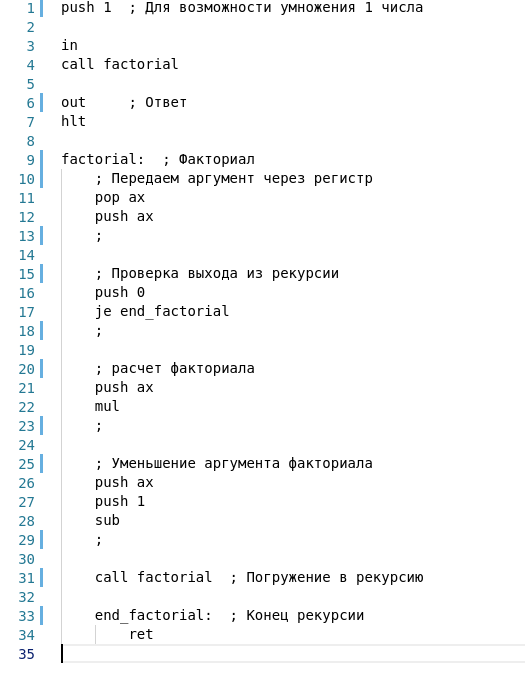 1 push 1  ; Для возможности умножения 1 числа
2
3 in
4 call factorial
5
6 out     ; Ответ
7 hlt
8
9 factorial:  ; Факториал
10     ; Передаем аргумент через регистр
11     pop ax
12     push ax
13     ;
14
15     ; Проверка выхода из рекурсии
16     push 0
17     je end_factorial
18     ;
19
20     ; расчет факториала
21     push ax
22     mul
23     ;
24
25     ; Уменьшение аргумента факториала
26     push ax
27     push 1
28     sub
29     ;
30
31     call factorial  ; Погружение в рекурсию
32
33     end_factorial:  ; Конец рекурсии
34         ret
35